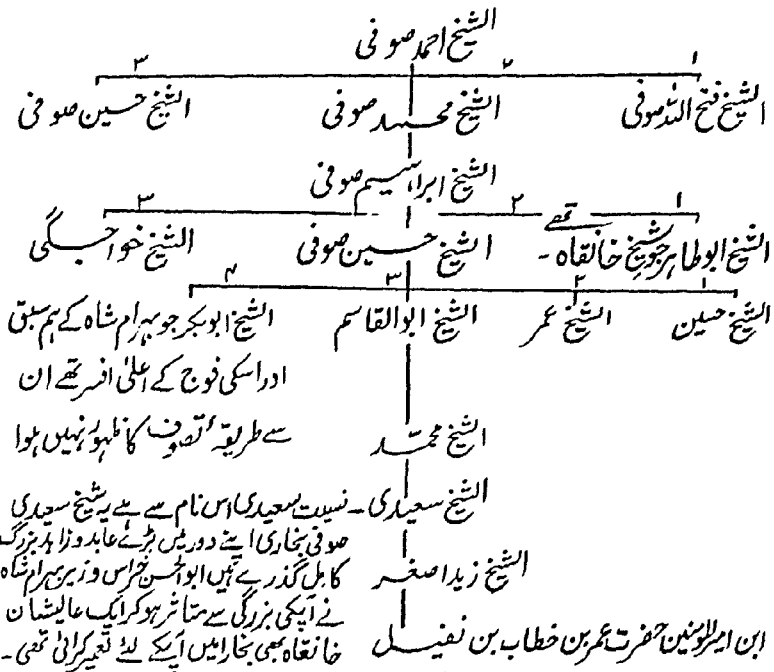 الشیخ احمد صوفی
۱ ۲ ۳
الشیخ فتح اللہ صوفی الشیخ محمد صوفی الشیخ حسین صوفی
الشیخ ابراہیم صوفی
۱ ۲ ۳
الشیخ ابوطاہر جو شیخ خانقاہ تھے۔ الشیخ حسین صوفی الشیخ خواجگی
۱ ۲ ۳ ۴
الشیخ حسین الشیخ عمر الشیخ ابوالقاسم الشیخ ابوبکر جو بہرام شاہ کے ہم سبق
اور اسکی فوج کے اعلیٰ افسر تھے ان
الشیخ محمد سے طریقہ تصوف کا ظہور نہیں ہوا
الشیخ سعیدی۔ نسبت سعیدی اس نام سے ہے یہ شیخ سعیدی
صوفی بخاری اپنے دور میں بڑے عابد و زاہد بزرگ
الشیخ زید اصغر کامل گذرے ہیں ابوالحسن خراس وزیر بہرام شاہ
نے آپکی بزرگی سے متاثر ہو کر ایک عالیشان
ابن امیر المومنین حضرت عمر بن خطاب بن نفیل خانقاہ بھی بخارا میں آپکے لئے تعمیر کرائی تھی۔